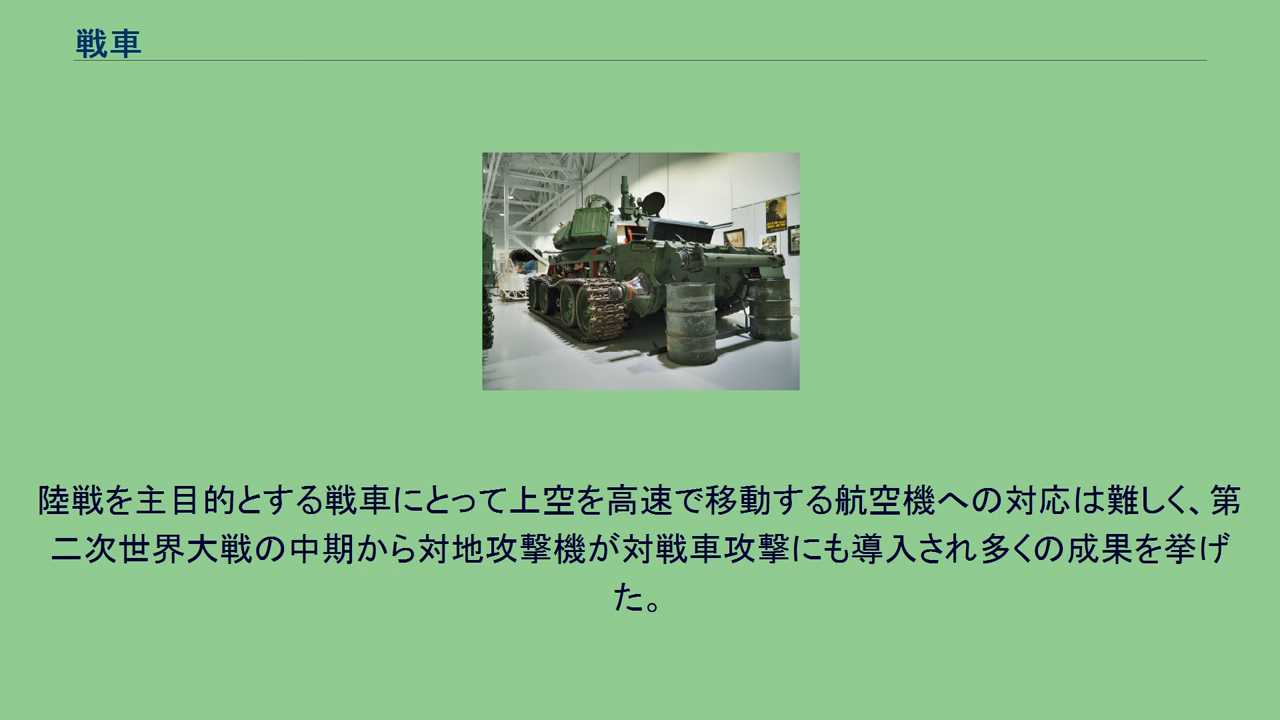 戦車
陸戦を主目的とする戦車にとって上空を高速で移動する航空機への対応は難しく、第
二次世界大戦の中期から対地攻撃機が対戦車攻撃にも導入され多くの成果を挙げ
た。